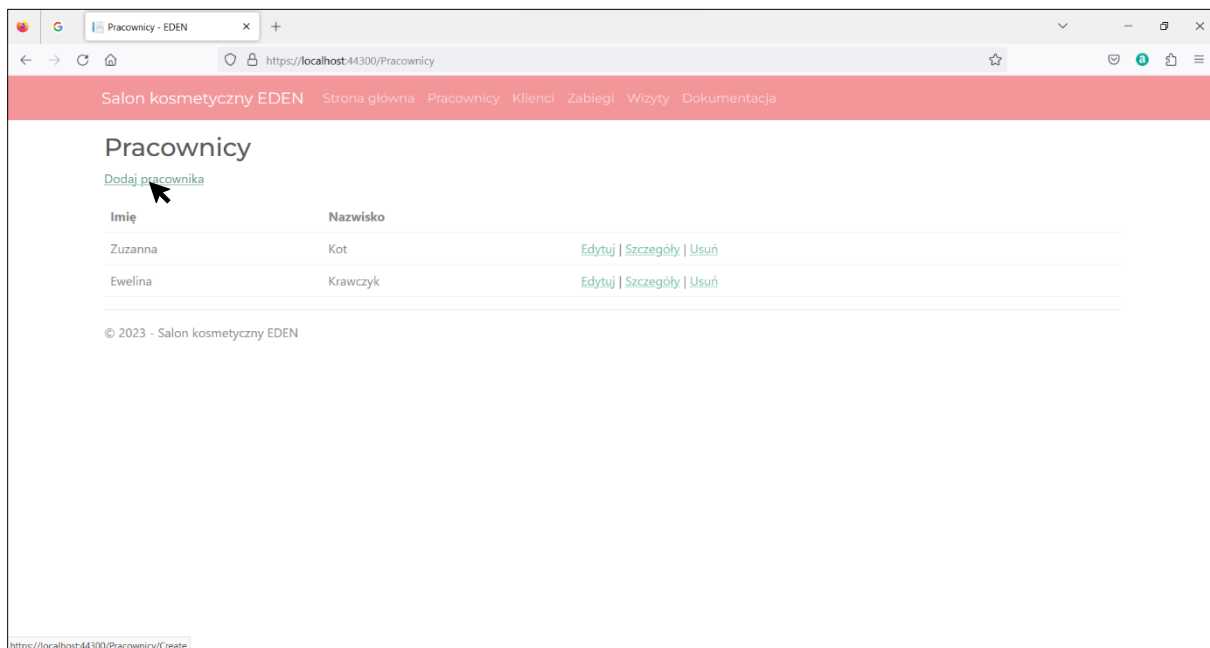 Pracownicy - EDEN
https://localhost:44300/Pracownicy
Salon kosmetyczny EDEN Strona główna Pracownicy Klienci Zabiegi Wizyty Dokumentacja
Pracownicy
Dodaj pracownika
Imię Nazwisko
Zuzanna Kot Edytuj | Szczegóły | Usuń
Ewelina Krawczyk Edytuj | Szczegóły | Usuń
© 2023 - Salon kosmetyczny EDEN
https://localhost:44300/Pracownicy/Create